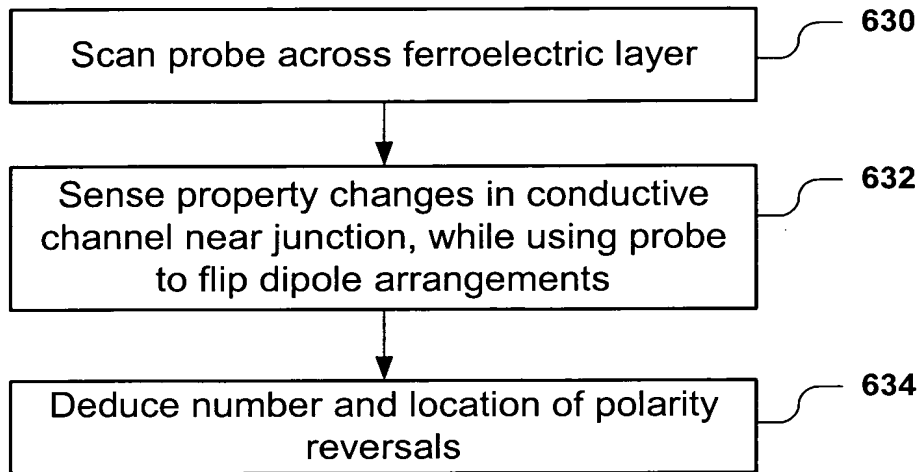 Scan probe across ferroelectric layer
630
Sense property changes in conductive
channel near junction, while using probe
to flip dipole arrangements
632
Deduce number and location of polarity
reversals
634